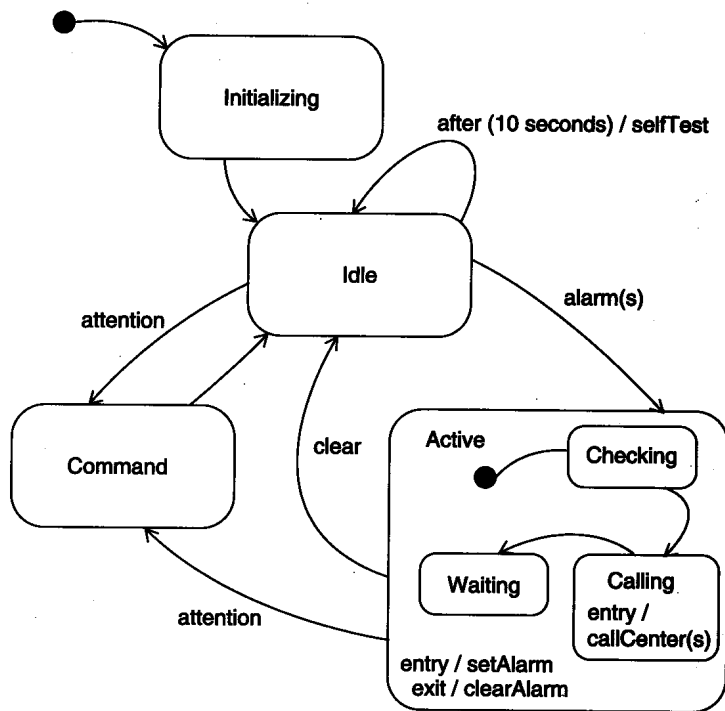 Initializing
after (10 seconds) / selfTest
Idle
alarm(s)
attention
Command
clear
Active
Checking
Waiting
Calling
entry /
callCenter(s)
attention
entry / setAlarm
exit / clearAlarm